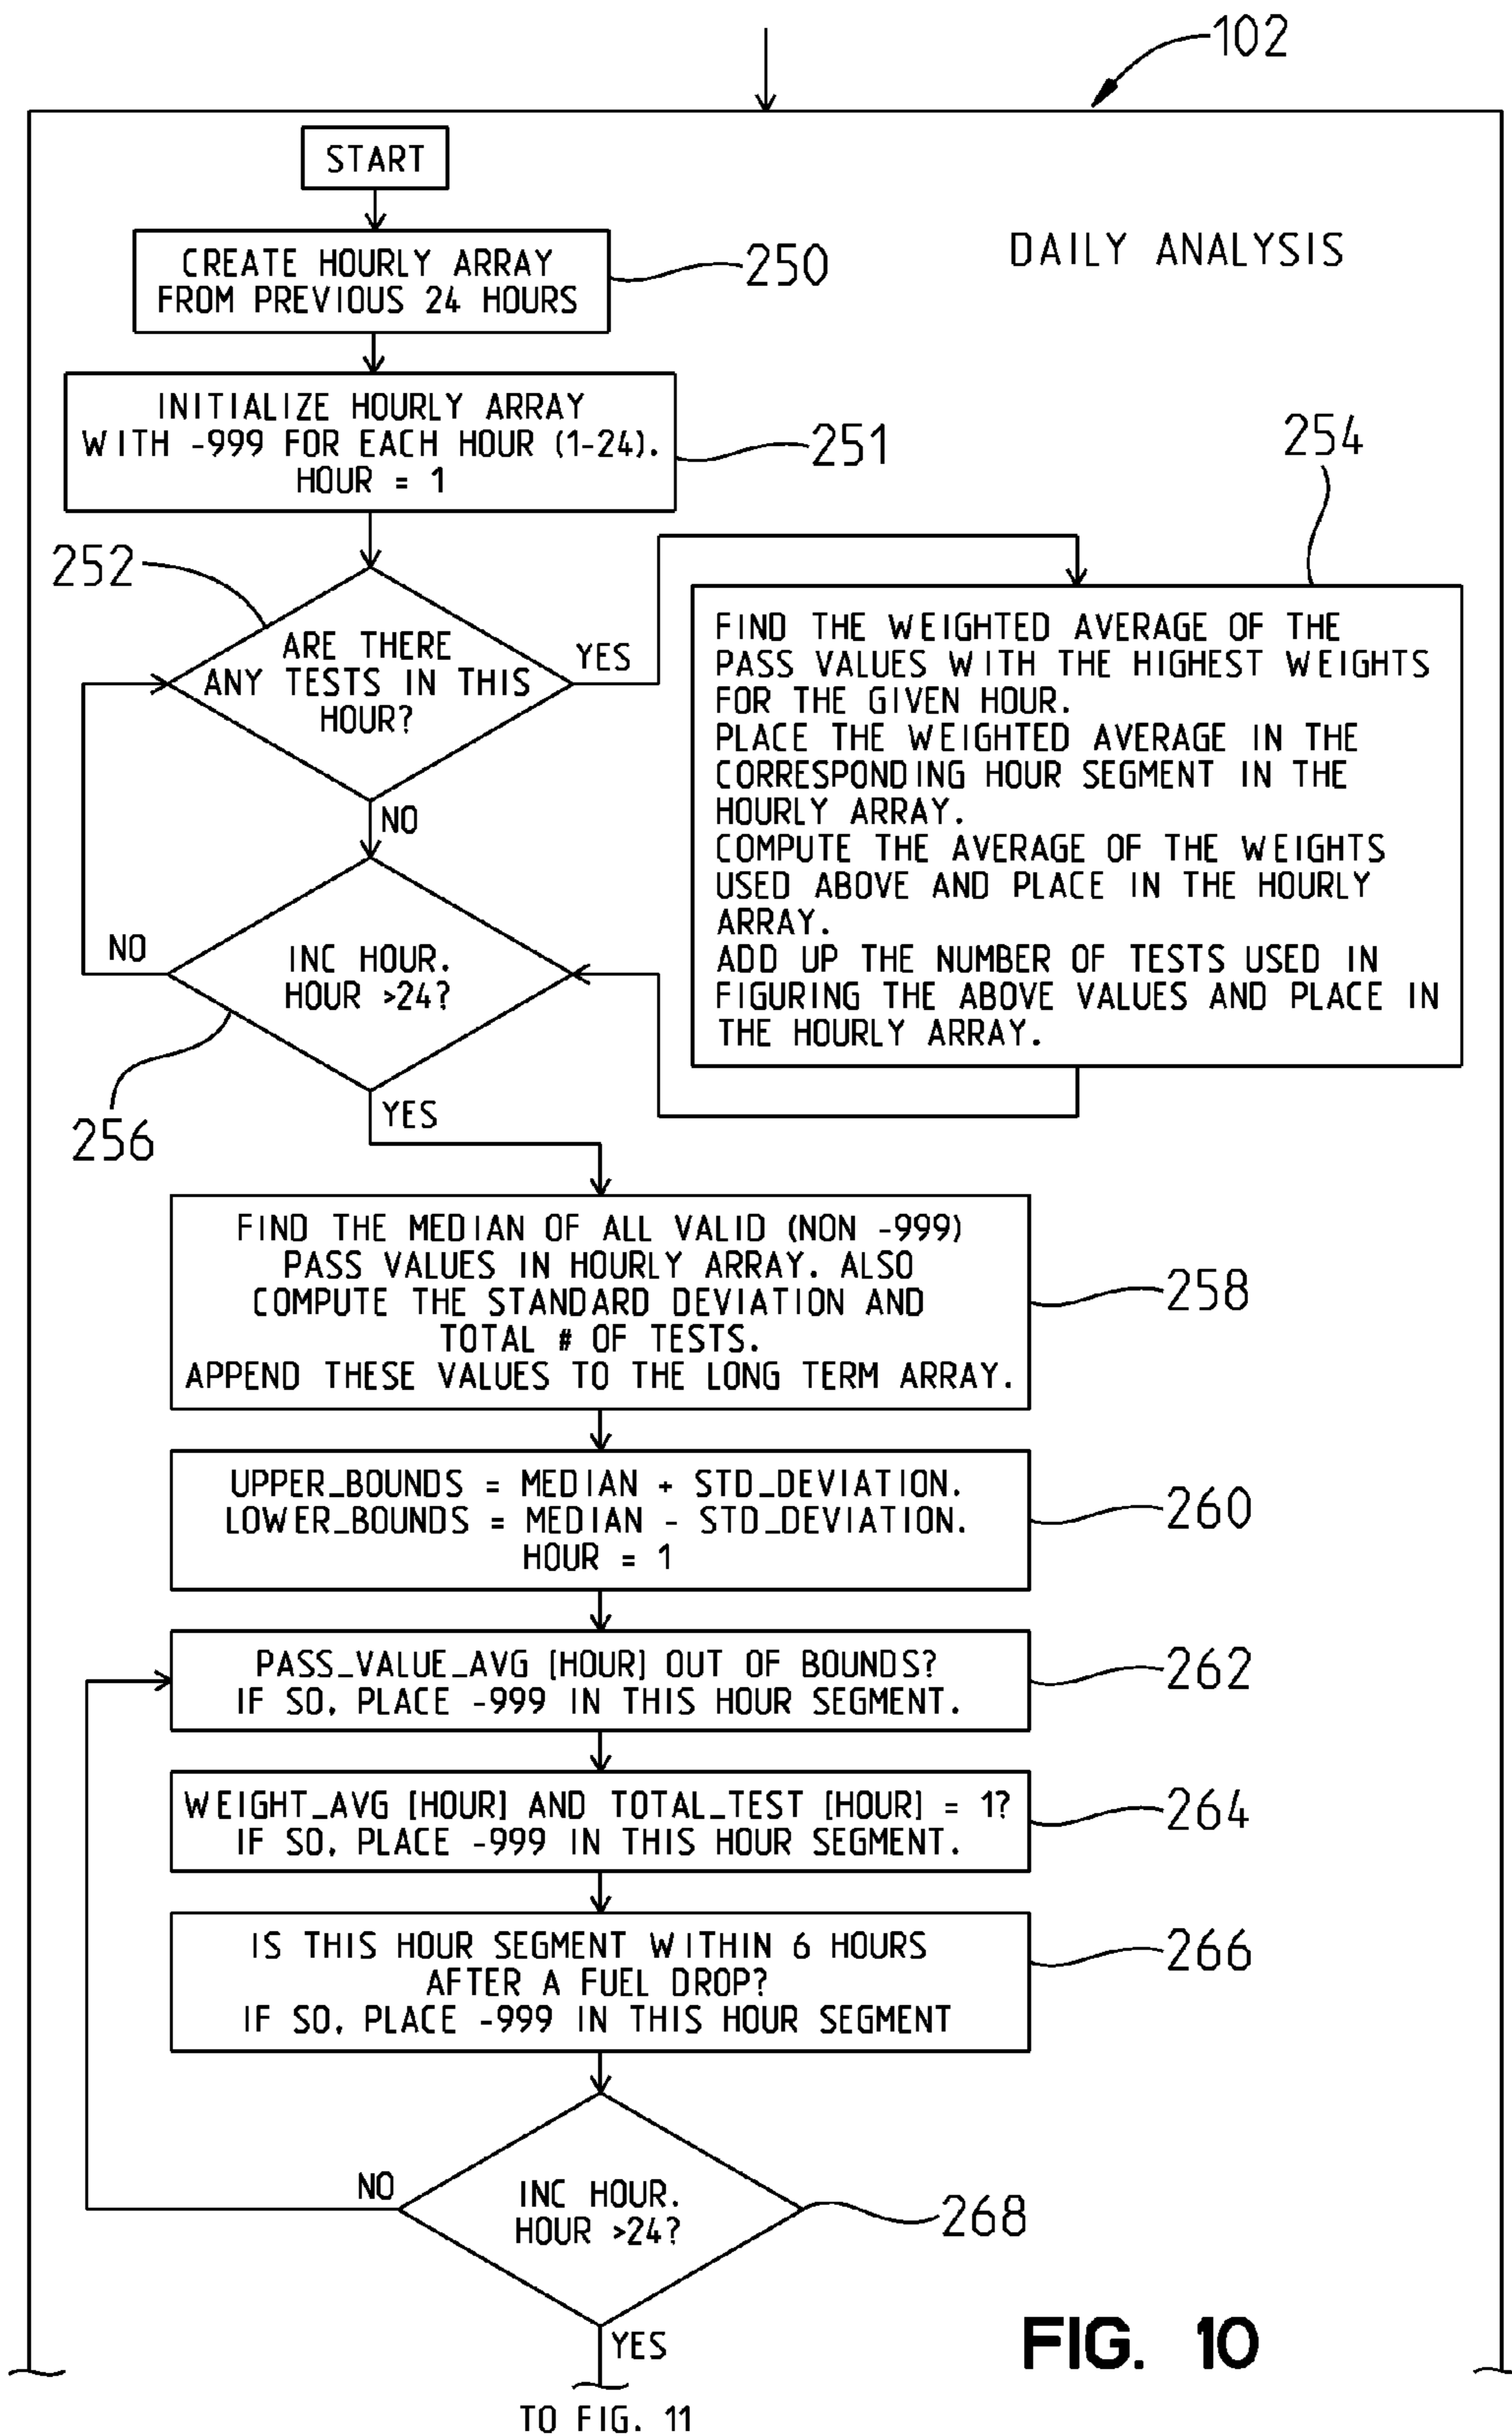 102
START
DAILY ANALYSIS
CREATE HOURLY ARRAY
FROM PREVIOUS 24 HOURS
250
INITIALIZE HOURLY ARRAY
WITH -999 FOR EACH HOUR (1-24).
HOUR = 1
251
252
ARE THERE
ANY TESTS IN THIS
HOUR?
YES
NO
254
FIND THE WEIGHTED AVERAGE OF THE
PASS VALUES WITH THE HIGHEST WEIGHTS
FOR THE GIVEN HOUR.
PLACE THE WEIGHTED AVERAGE IN THE
CORRESPONDING HOUR SEGMENT IN THE
HOURLY ARRAY.
COMPUTE THE AVERAGE OF THE WEIGHTS
USED ABOVE AND PLACE IN THE HOURLY
ARRAY.
ADD UP THE NUMBER OF TESTS USED IN
FIGURING THE ABOVE VALUES AND PLACE IN
THE HOURLY ARRAY.
NO
INC HOUR.
HOUR >24?
256
YES
FIND THE MEDIAN OF ALL VALID (NON -999)
PASS VALUES IN HOURLY ARRAY. ALSO
COMPUTE THE STANDARD DEVIATION AND
TOTAL # OF TESTS.
APPEND THESE VALUES TO THE LONG TERM ARRAY.
258
UPPER_BOUNDS = MEDIAN + STD_DEVIATION.
LOWER_BOUNDS = MEDIAN - STD_DEVIATION.
HOUR = 1
260
PASS_VALUE_AVG [HOUR] OUT OF BOUNDS?
IF SO, PLACE -999 IN THIS HOUR SEGMENT.
262
WEIGHT_AVG [HOUR] AND TOTAL_TEST [HOUR] = 1?
IF SO, PLACE -999 IN THIS HOUR SEGMENT.
264
IS THIS HOUR SEGMENT WITHIN 6 HOURS
AFTER A FUEL DROP?
IF SO, PLACE -999 IN THIS HOUR SEGMENT
266
NO
INC HOUR.
HOUR >24?
268
YES
TO FIG. 11
FIG. 10